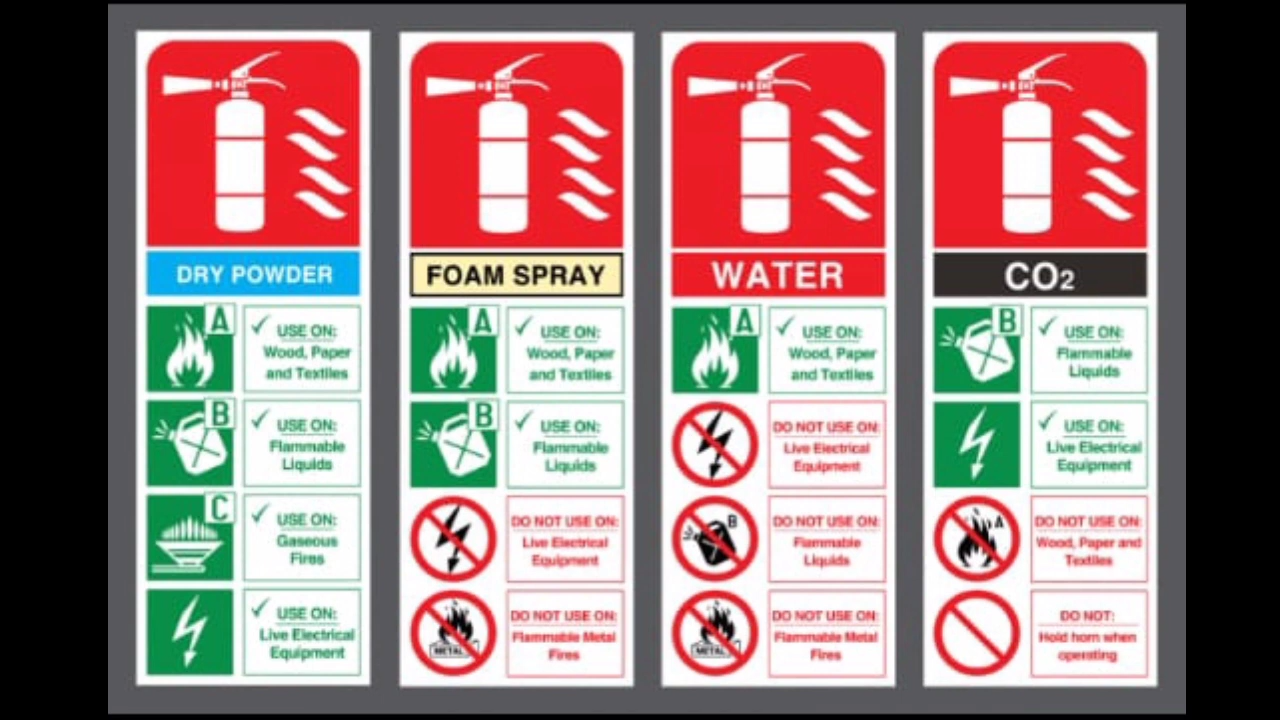 DRY POWDER
A
USE ON:
Wood, Paper
and Textiles
B
USE ON:
Flammable
Liquids
C
USE ON:
Gaseous
Fires
USE ON:
Live Electrical
Equipment
FOAM SPRAY
A
USE ON:
Wood, Paper
and Textiles
B
USE ON:
Flammable
Liquids
DO NOT USE ON:
Live Electrical
Equipment
METAL
DO NOT USE ON:
Flammable Metal
Fires
WATER
A
USE ON:
Wood, Paper
and Textiles
DO NOT USE ON:
Live Electrical
Equipment
B
DO NOT USE ON:
Flammable
Liquids
METAL
DO NOT USE ON:
Flammable Metal
Fires
CO2
B
USE ON:
Flammable
Liquids
USE ON:
Live Electrical
Equipment
A
DO NOT USE ON:
Wood, Paper and
Textiles
DO NOT:
Hold horn when
operating